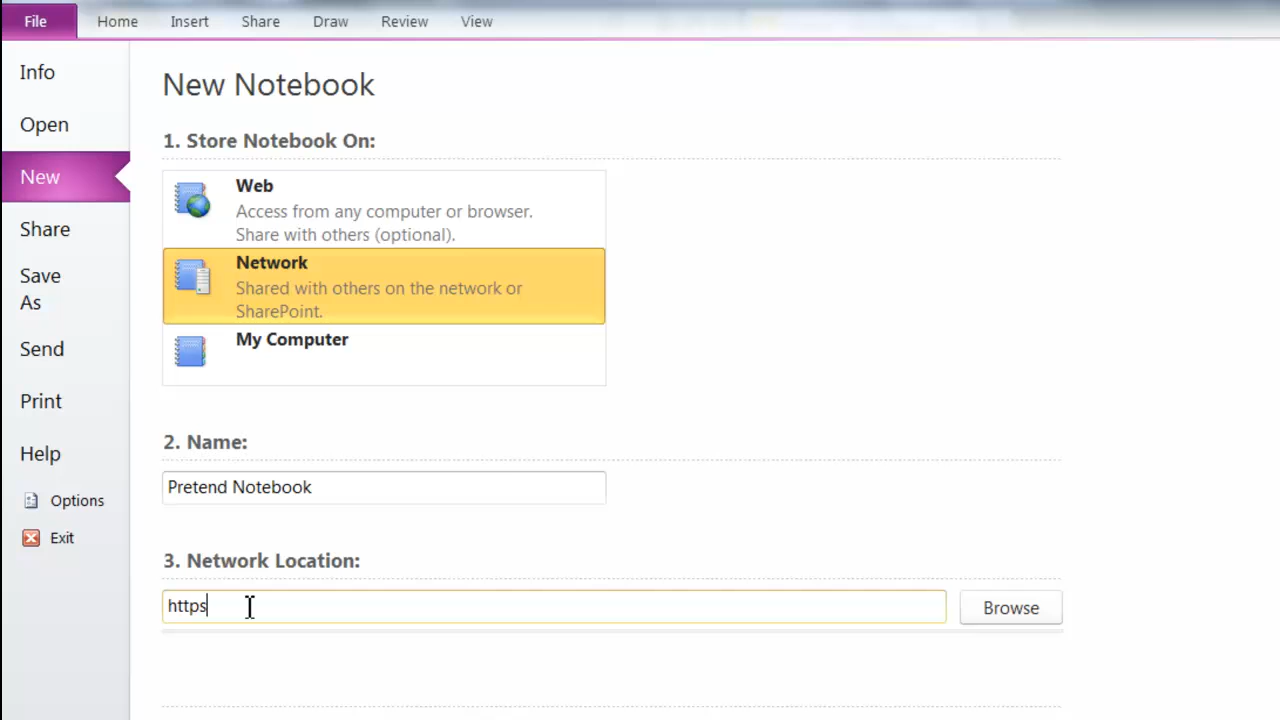 File Home Insert Share Draw Review View
Info
Open
New
Share
Save
As
Send
Print
Help
Options
Exit
New Notebook
1. Store Notebook On:
Web
Access from any computer or browser.
Share with others (optional).
Network
Shared with others on the network or
SharePoint.
My Computer
2. Name:
Pretend Notebook
3. Network Location:
https
Browse